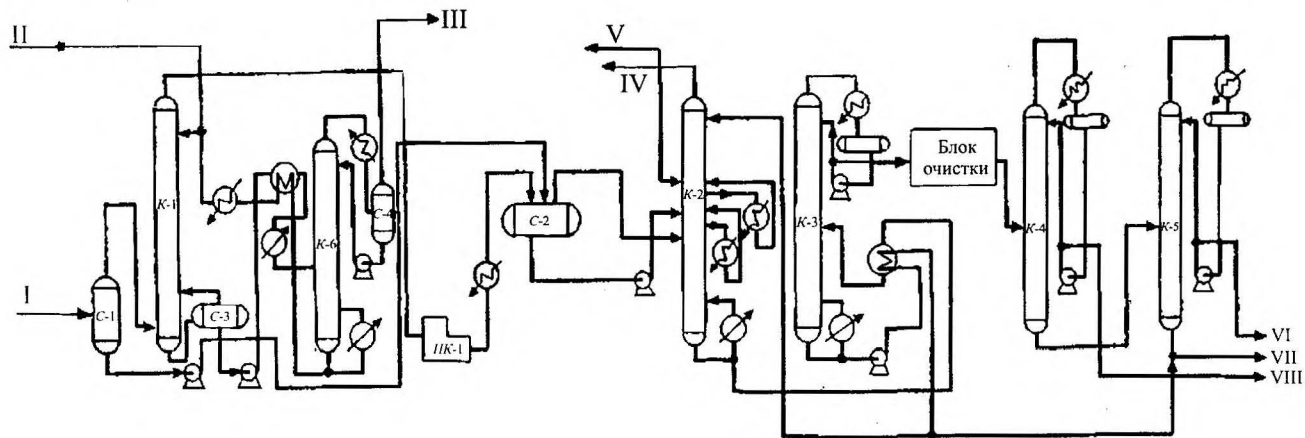 II
III
V
IV
К-1
К-6
С-4
С-1
С-3
I
ПК-1
С-2
К-2
К-3
Блок
очистки
К-4
К-5
VI
VII
VIII